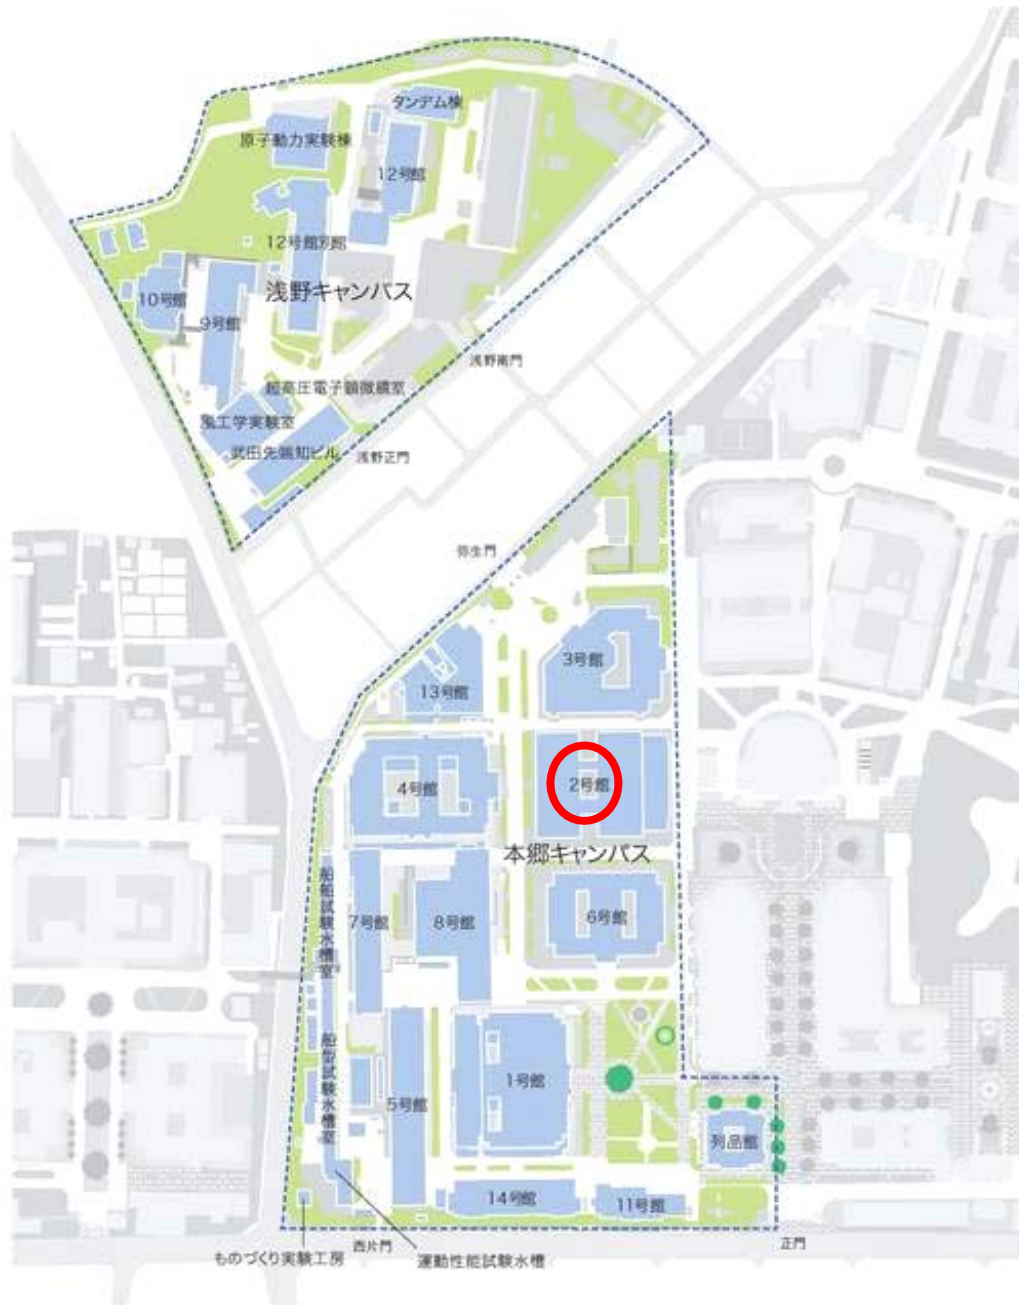 タンデム棟
原子動力実験棟
12号館
12号館別館
浅野キャンパス
10号館
9号館
浅野南門
超高圧電子顕微鏡室
風工学実験室
武田先端知ビル
浅野正門
弥生門
3号館
13号館
4号館
2号館
本郷キャンパス
船舶試験水槽室
7号館
8号館
6号館
船型試験水槽室
5号館
1号館
列品館
14号館
11号館
西片門
正門
ものづくり実験工房
運動性能試験水槽